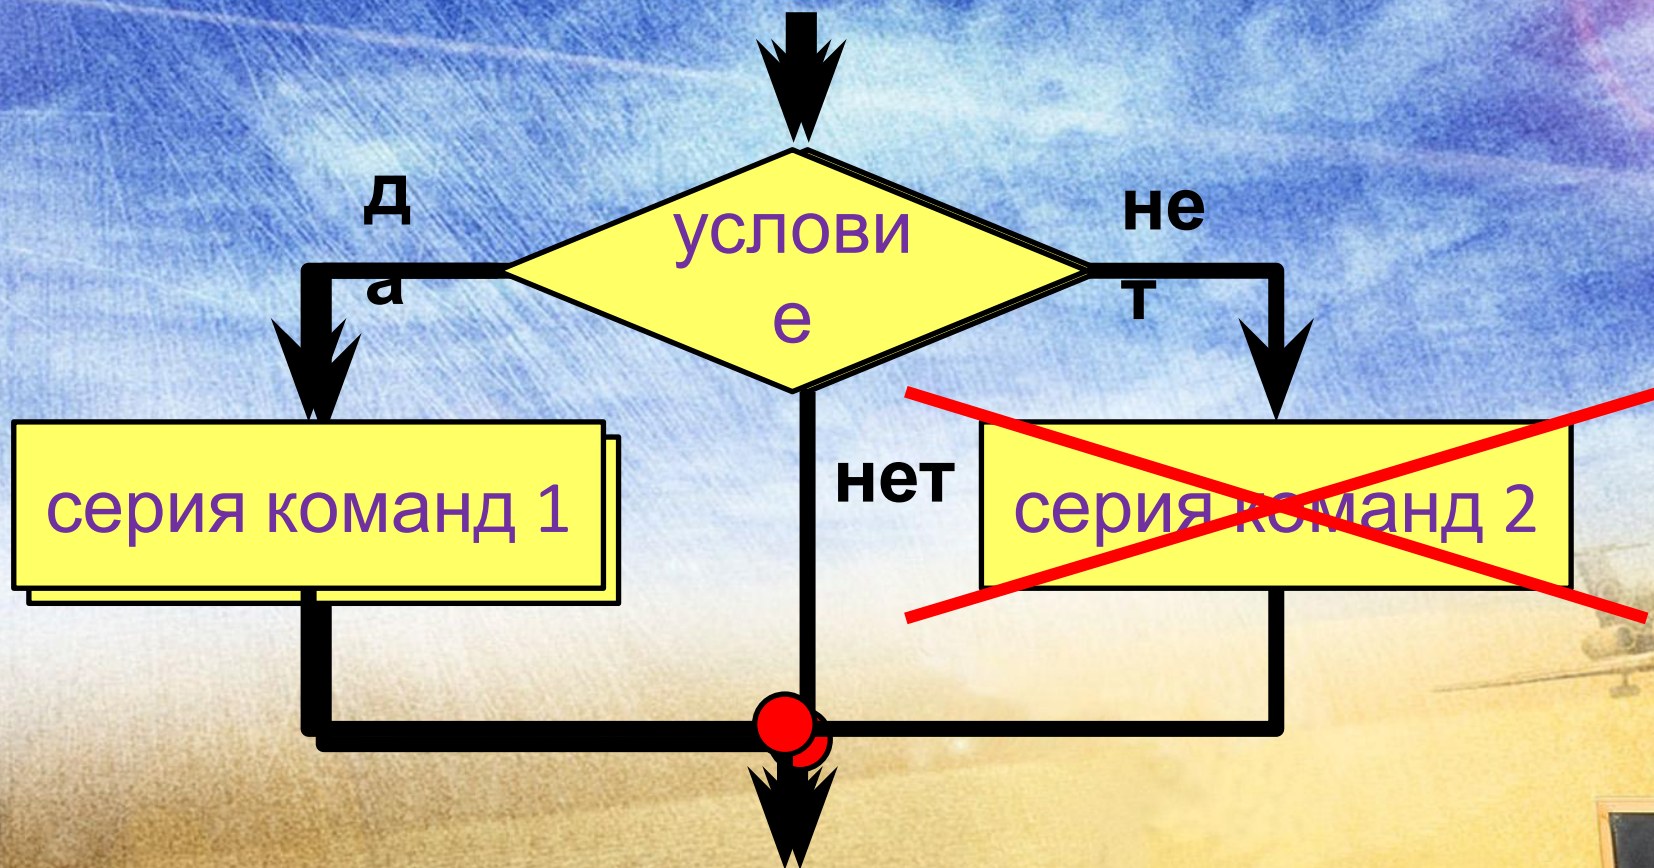 д
а
услови
е
не
т
нет
серия команд 1
серия команд 2